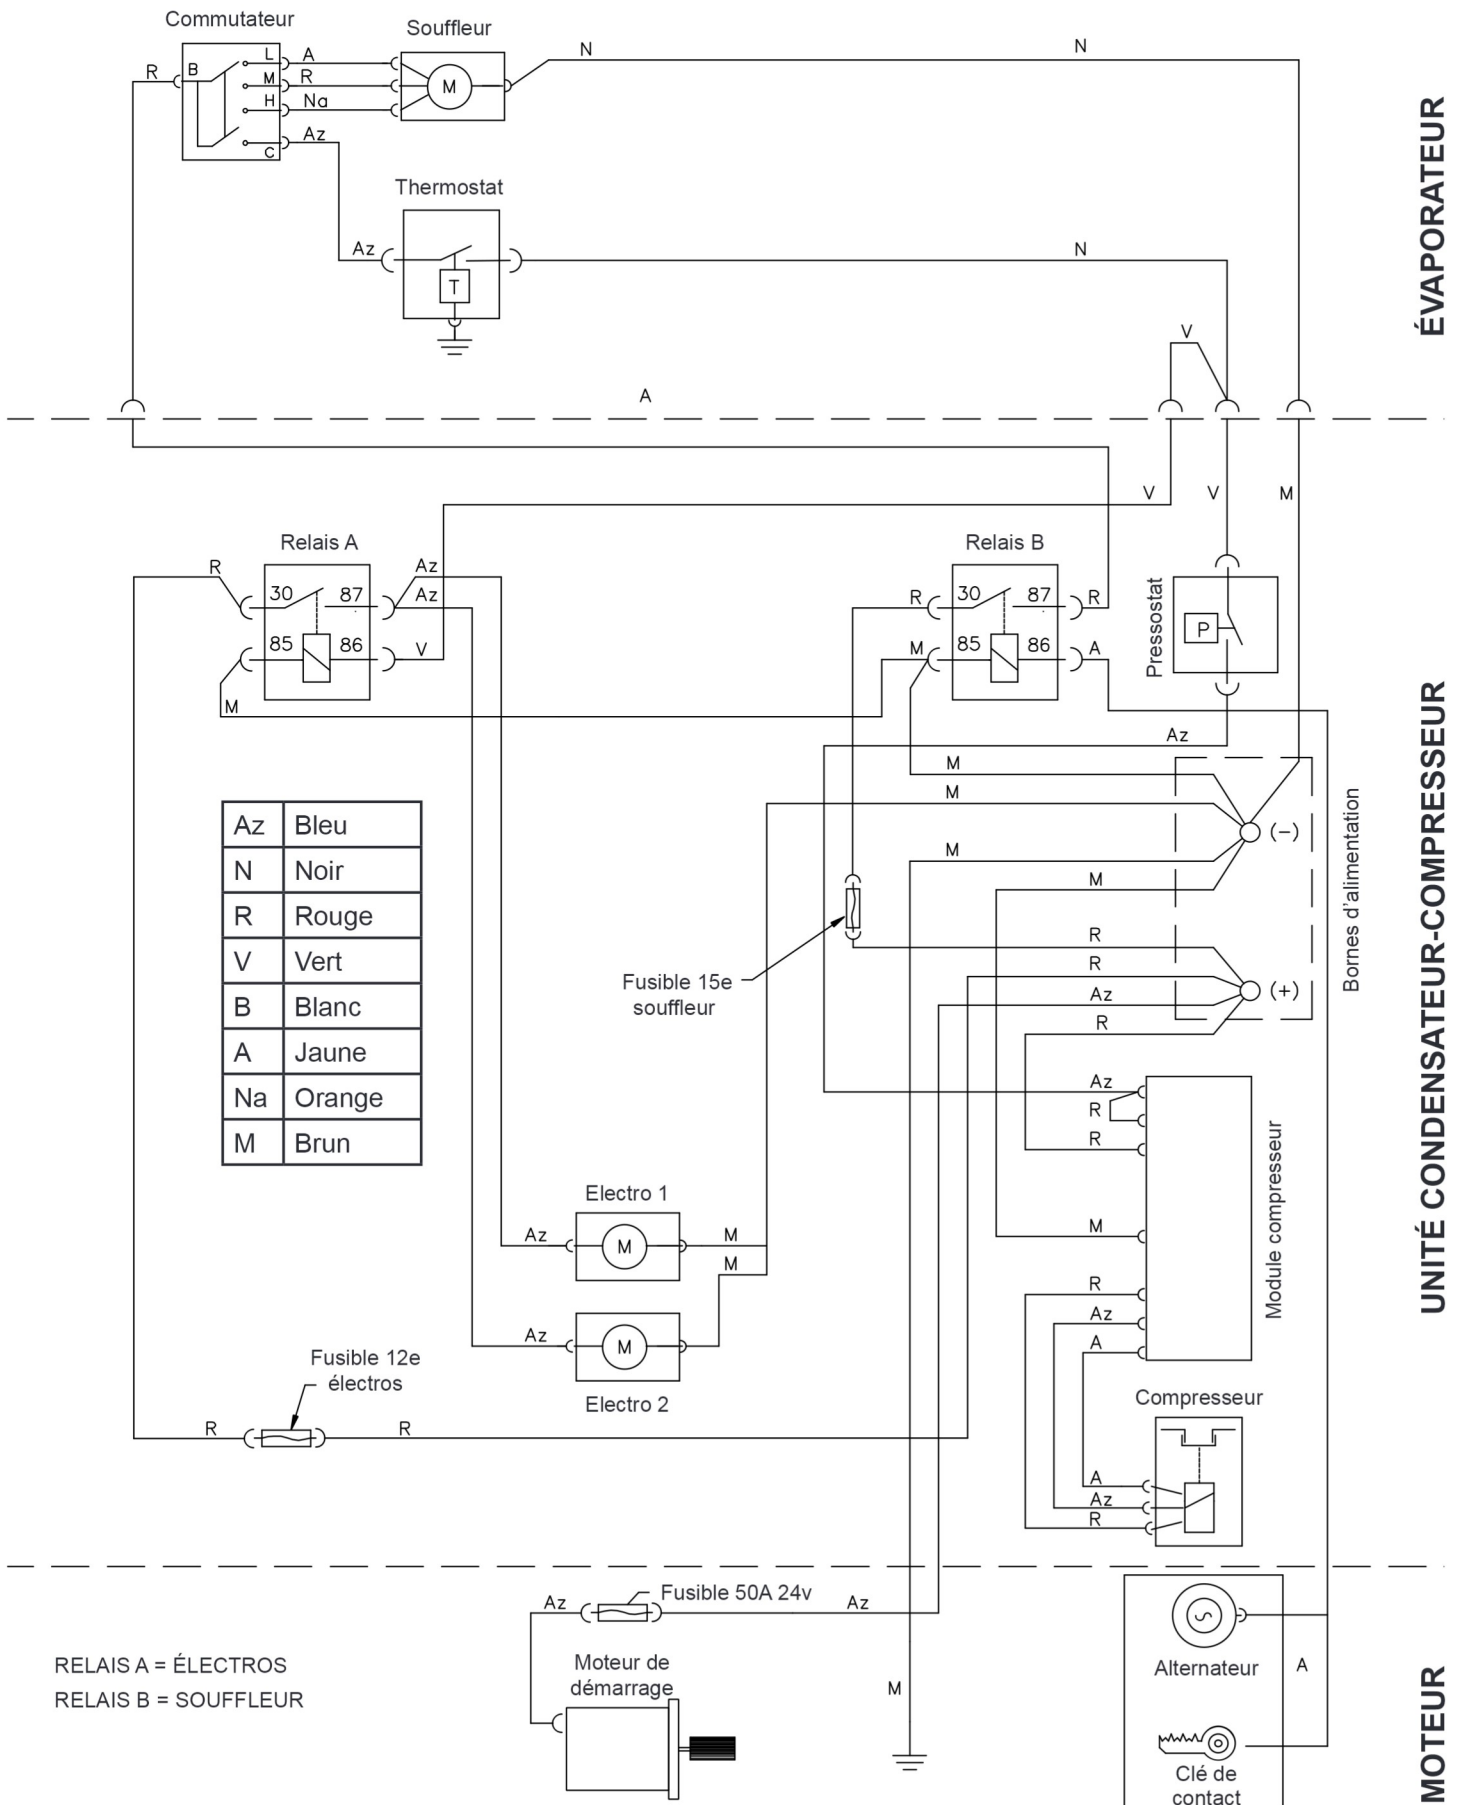 Commutateur
Souffleur
R
B
L
A
M
R
H
Na
Az
C
M
N
N
Thermostat
Az
T
N
V
A
ÉVAPORATEUR
V
V
M
Relais A
R
30
87
Az
Az
85
86
V
M
Relais B
R
30
87
R
M
85
86
A
Pressostat
P
Az
M
M
M
M
(-)
R
R
Az
R
(+)
Bornes d'alimentation
Az Bleu
N Noir
R Rouge
V Vert
B Blanc
A Jaune
Na Orange
M Brun
Fusible 15e
souffleur
Az
R
R
M
R
Az
A
Module compresseur
Electro 1
Az
M
M
M
Az
M
Electro 2
Fusible 12e
électros
R
R
Compresseur
A
Az
R
UNITÉ CONDENSATEUR-COMPRESSEUR
Az
Fusible 50A 24v
Az
RELAIS A = ÉLECTROS
RELAIS B = SOUFFLEUR
Moteur de
démarrage
M
Alternateur
A
Clé de
contact
MOTEUR